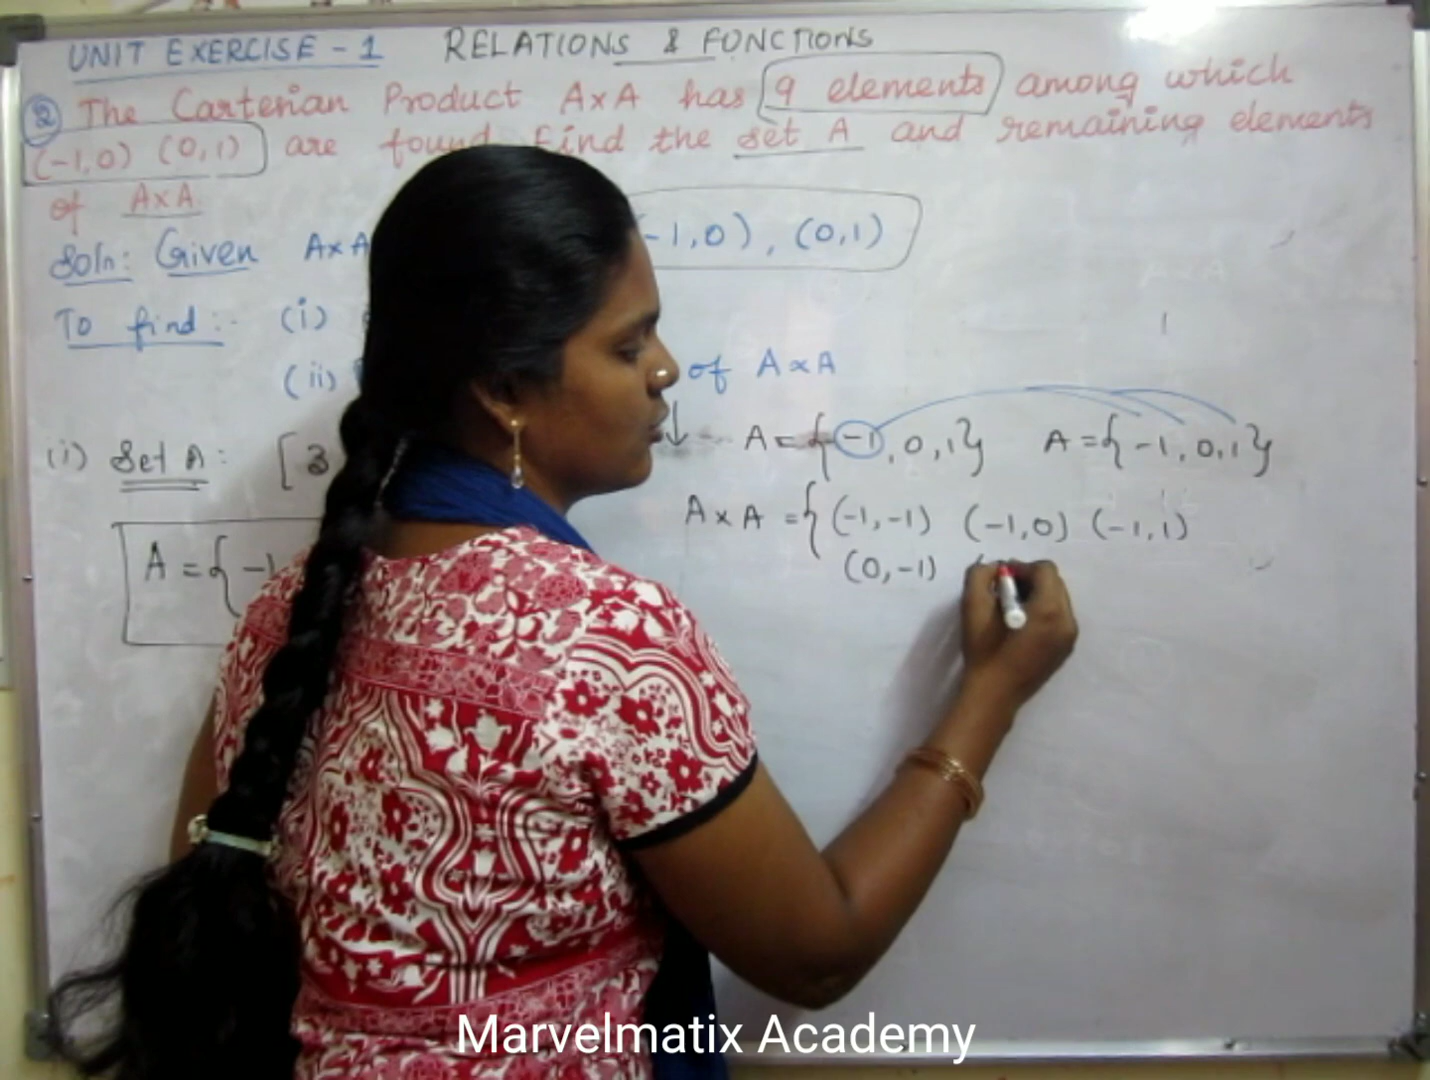 UNIT EXERCISE - 1 RELATIONS & FUNCTIONS
② The Cartesian Product A×A has 9 elements among which
(-1,0) (0,1) are found. Find the set A and remaining elements
of A×A
Soln: Given A×A -1,0), (0,1)
To find:- (i)
(ii) of A×A
(i) Set A: [3
A={-1
↓ A={-1,0,1} A={-1,0,1}
A×A ={(-1,-1) (-1,0) (-1,1)
(0,-1) (
Marvelmatix Academy